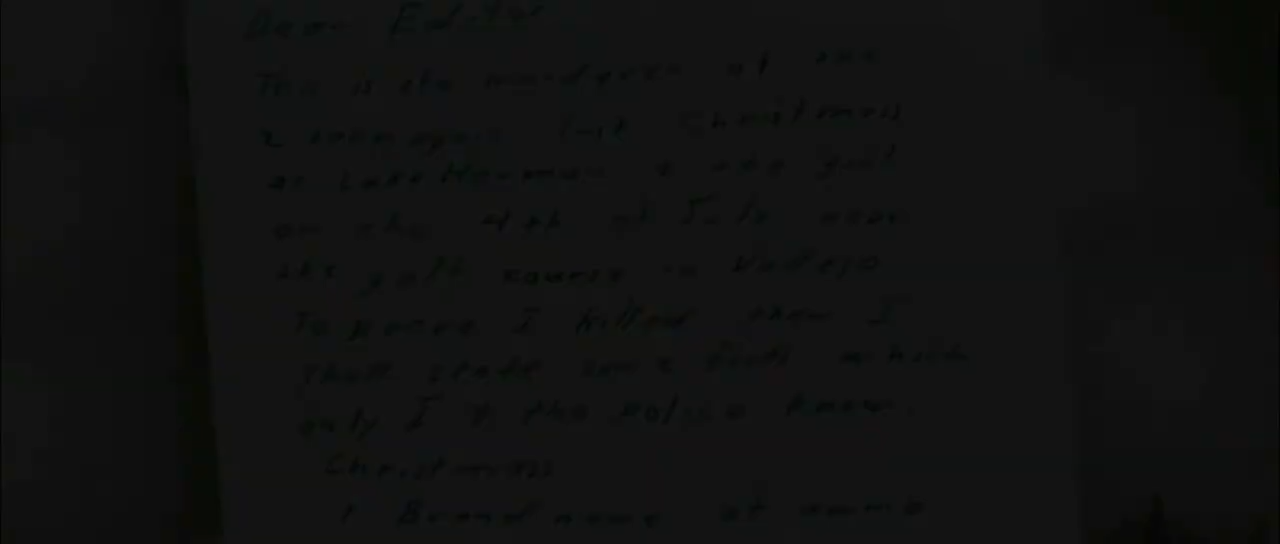 Dear Editor
This is the murderer of the
2 teenagers last Christmass
at Lake Herman & the girl
on the 4th of July near
the golf course in Vallejo
To prove I killed them I
shall state some facts which
only I & the police know.
Christmass
1 Brand name of ammo